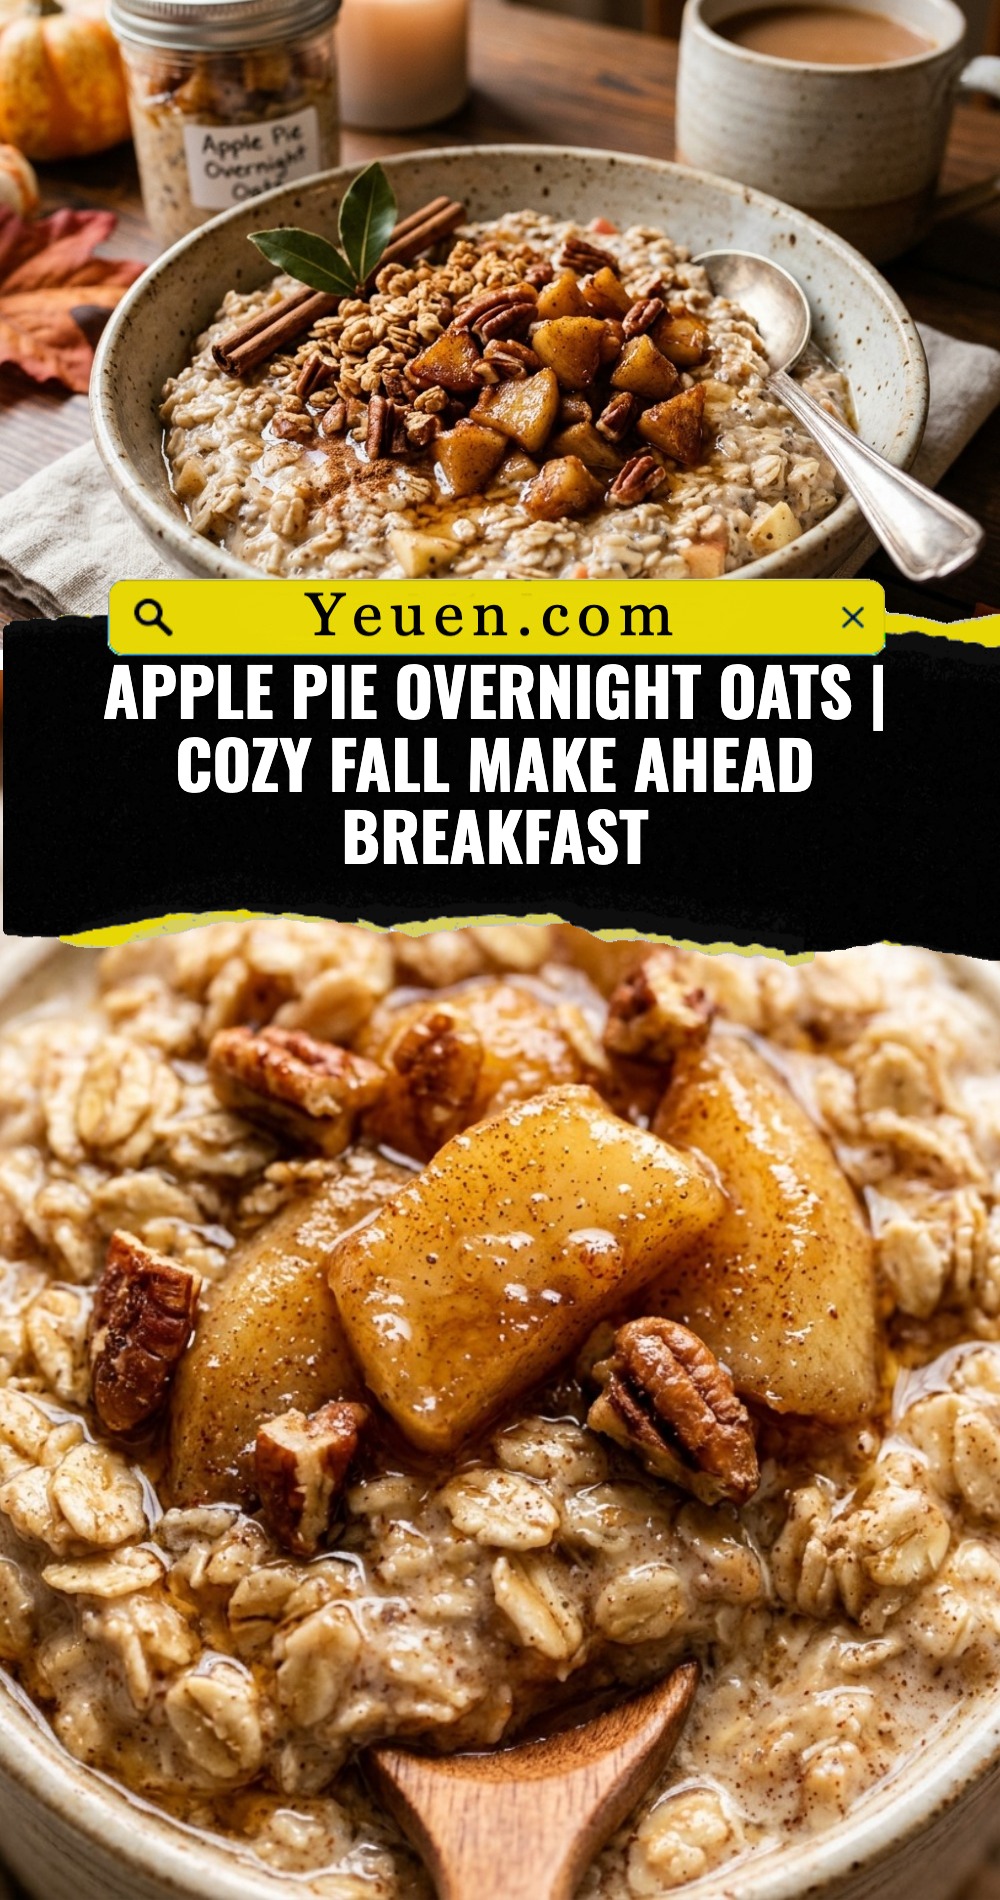 Apple Pie
Overnight
Oats
Yeuen.com
APPLE PIE OVERNIGHT OATS |
COZY FALL MAKE AHEAD
BREAKFAST